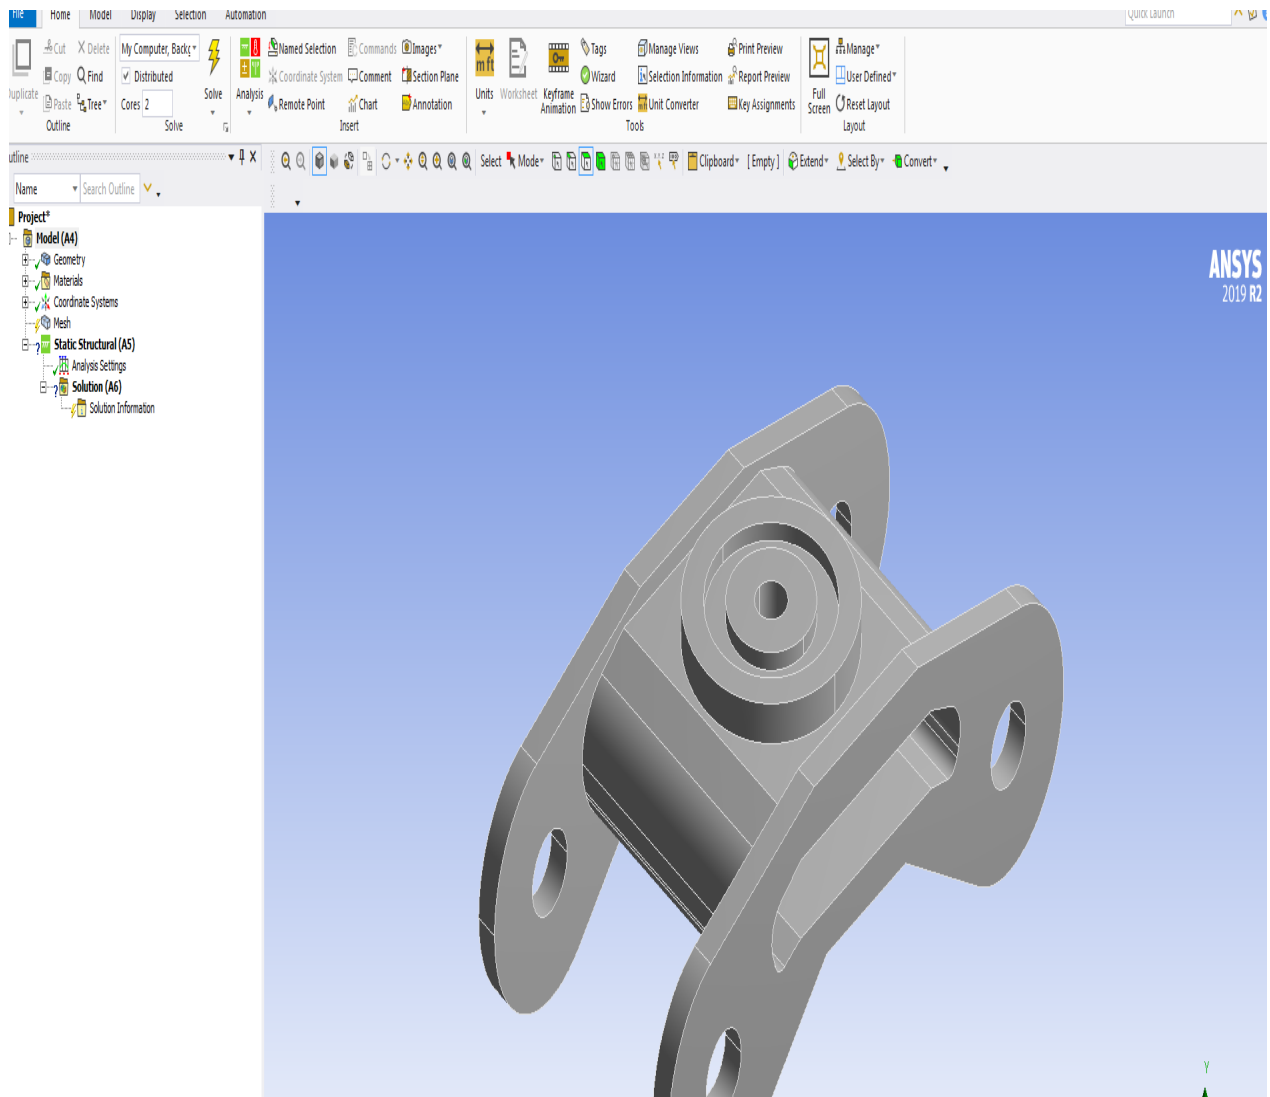 File Home Model Display Selection Automation Quick Launch
Cut Delete My Computer, Backg Named Selection Commands Images Tags Manage Views Print Preview Manage
Distributed Coordinate System Comment Section Plane Wizard Selection Information Report Preview User Defined
Copy Find
Duplicate Paste Tree Cores 2 Solve Analysis Remote Point Chart Annotation Units Worksheet Keyframe Animation Show Errors Unit Converter Key Assignments Full Screen Reset Layout
Outline Solve Insert Tools Layout
utline Select Mode Clipboard [ Empty ] Extend Select By Convert
Name Search Outline
Project*
Model (A4)
Geometry
Materials
Coordinate Systems
Mesh
Static Structural (A5)
Analysis Settings
Solution (A6)
Solution Information
ANSYS
2019 R2
Y